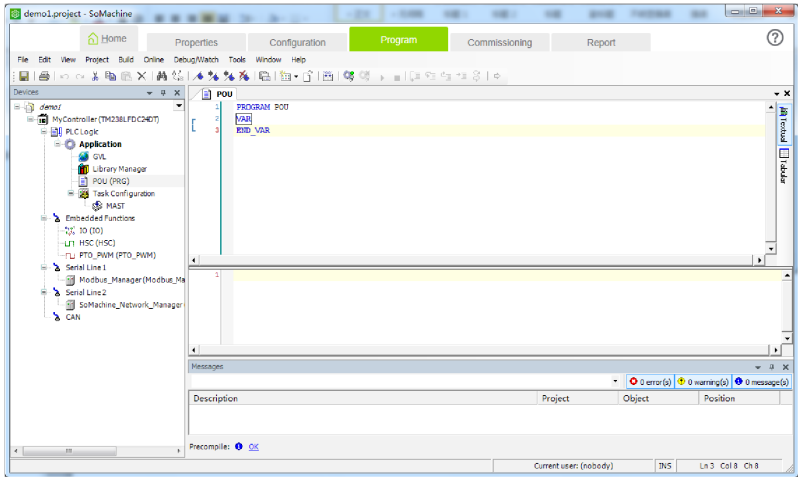 demo1.project - SoMachine
Home
Properties
Configuration
Program
Commissioning
Report
File Edit View Project Build Online Debug/Watch Tools Window Help
Devices
demo1
MyController (TM238LFDC24DT)
PLC Logic
Application
GVL
Library Manager
POU (PRG)
Task Configuration
MAST
Embedded Functions
IO (IO)
HSC (HSC)
PTO_PWM (PTO_PWM)
Serial Line 1
Modbus_Manager (Modbus_Ma
Serial Line 2
SoMachine_Network_Manager
CAN
POU
1 PROGRAM POU
2 VAR
3 END_VAR
Textual
Tabular
1
Messages
0 error(s) 0 warning(s) 0 message(s)
Description Project Object Position
Precompile: OK
Current user: (nobody) INS Ln 3 Col 8 Ch 8